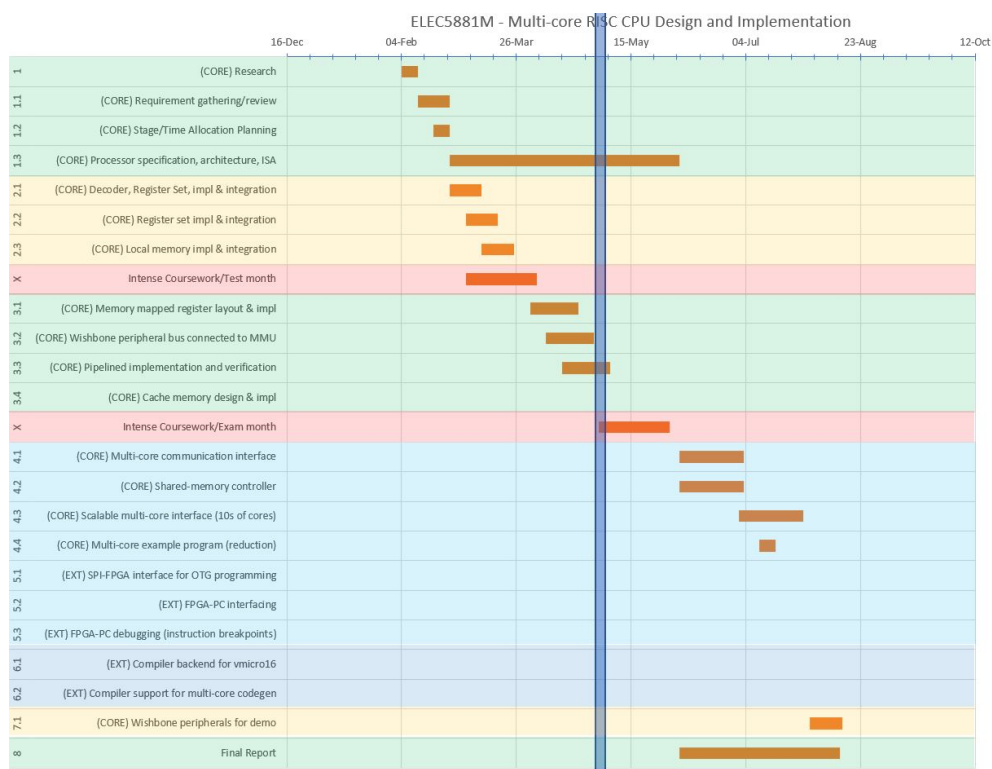 ELEC5881M - Multi-core RISC CPU Design and Implementation
16-Dec 04-Feb 26-Mar 15-May 04-Jul 23-Aug 12-Oct
1 (CORE) Research
1.1 (CORE) Requirement gathering/review
1.2 (CORE) Stage/Time Allocation Planning
1.3 (CORE) Processor specification, architecture, ISA
2.1 (CORE) Decoder, Register Set, impl & integration
2.2 (CORE) Register set impl & integration
2.3 (CORE) Local memory impl & integration
X Intense Coursework/Test month
3.1 (CORE) Memory mapped register layout & impl
3.2 (CORE) Wishbone peripheral bus connected to MMU
3.3 (CORE) Pipelined implementation and verification
3.4 (CORE) Cache memory design & impl
X Intense Coursework/Exam month
4.1 (CORE) Multi-core communication interface
4.2 (CORE) Shared-memory controller
4.3 (CORE) Scalable multi-core interface (10s of cores)
4.4 (CORE) Multi-core example program (reduction)
5.1 (EXT) SPI-FPGA interface for OTG programming
5.2 (EXT) FPGA-PC interfacing
5.3 (EXT) FPGA-PC debugging (instruction breakpoints)
6.1 (EXT) Compiler backend for vmicro16
6.2 (EXT) Compiler support for multi-core codegen
7.1 (CORE) Wishbone peripherals for demo
8 Final Report